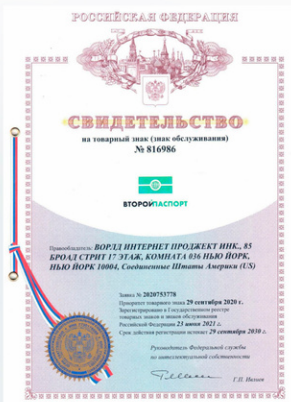 РОССИЙСКАЯ ФЕДЕРАЦИЯ
СВИДЕТЕЛЬСТВО
на товарный знак (знак обслуживания)
№ 816986
ВТОРОЙПАСПОРТ
Правообладатель: ВОРЛД ИНТЕРНЕТ ПРОДЖЕКТ ИНК., 85
БРОАД СТРИТ 17 ЭТАЖ, КОМНАТА 036 НЬЮ ЙОРК,
НЬЮ ЙОРК 10004, Соединенные Штаты Америки (US)
Заявка № 2020753778
Приоритет товарного знака 29 сентября 2020 г.
Зарегистрировано в Государственном реестре
товарных знаков и знаков обслуживания
Российской Федерации 23 июня 2021 г.
Срок действия регистрации истекает 29 сентября 2030 г.
Руководитель Федеральной службы
по интеллектуальной собственности
Г.П. Ивлиев